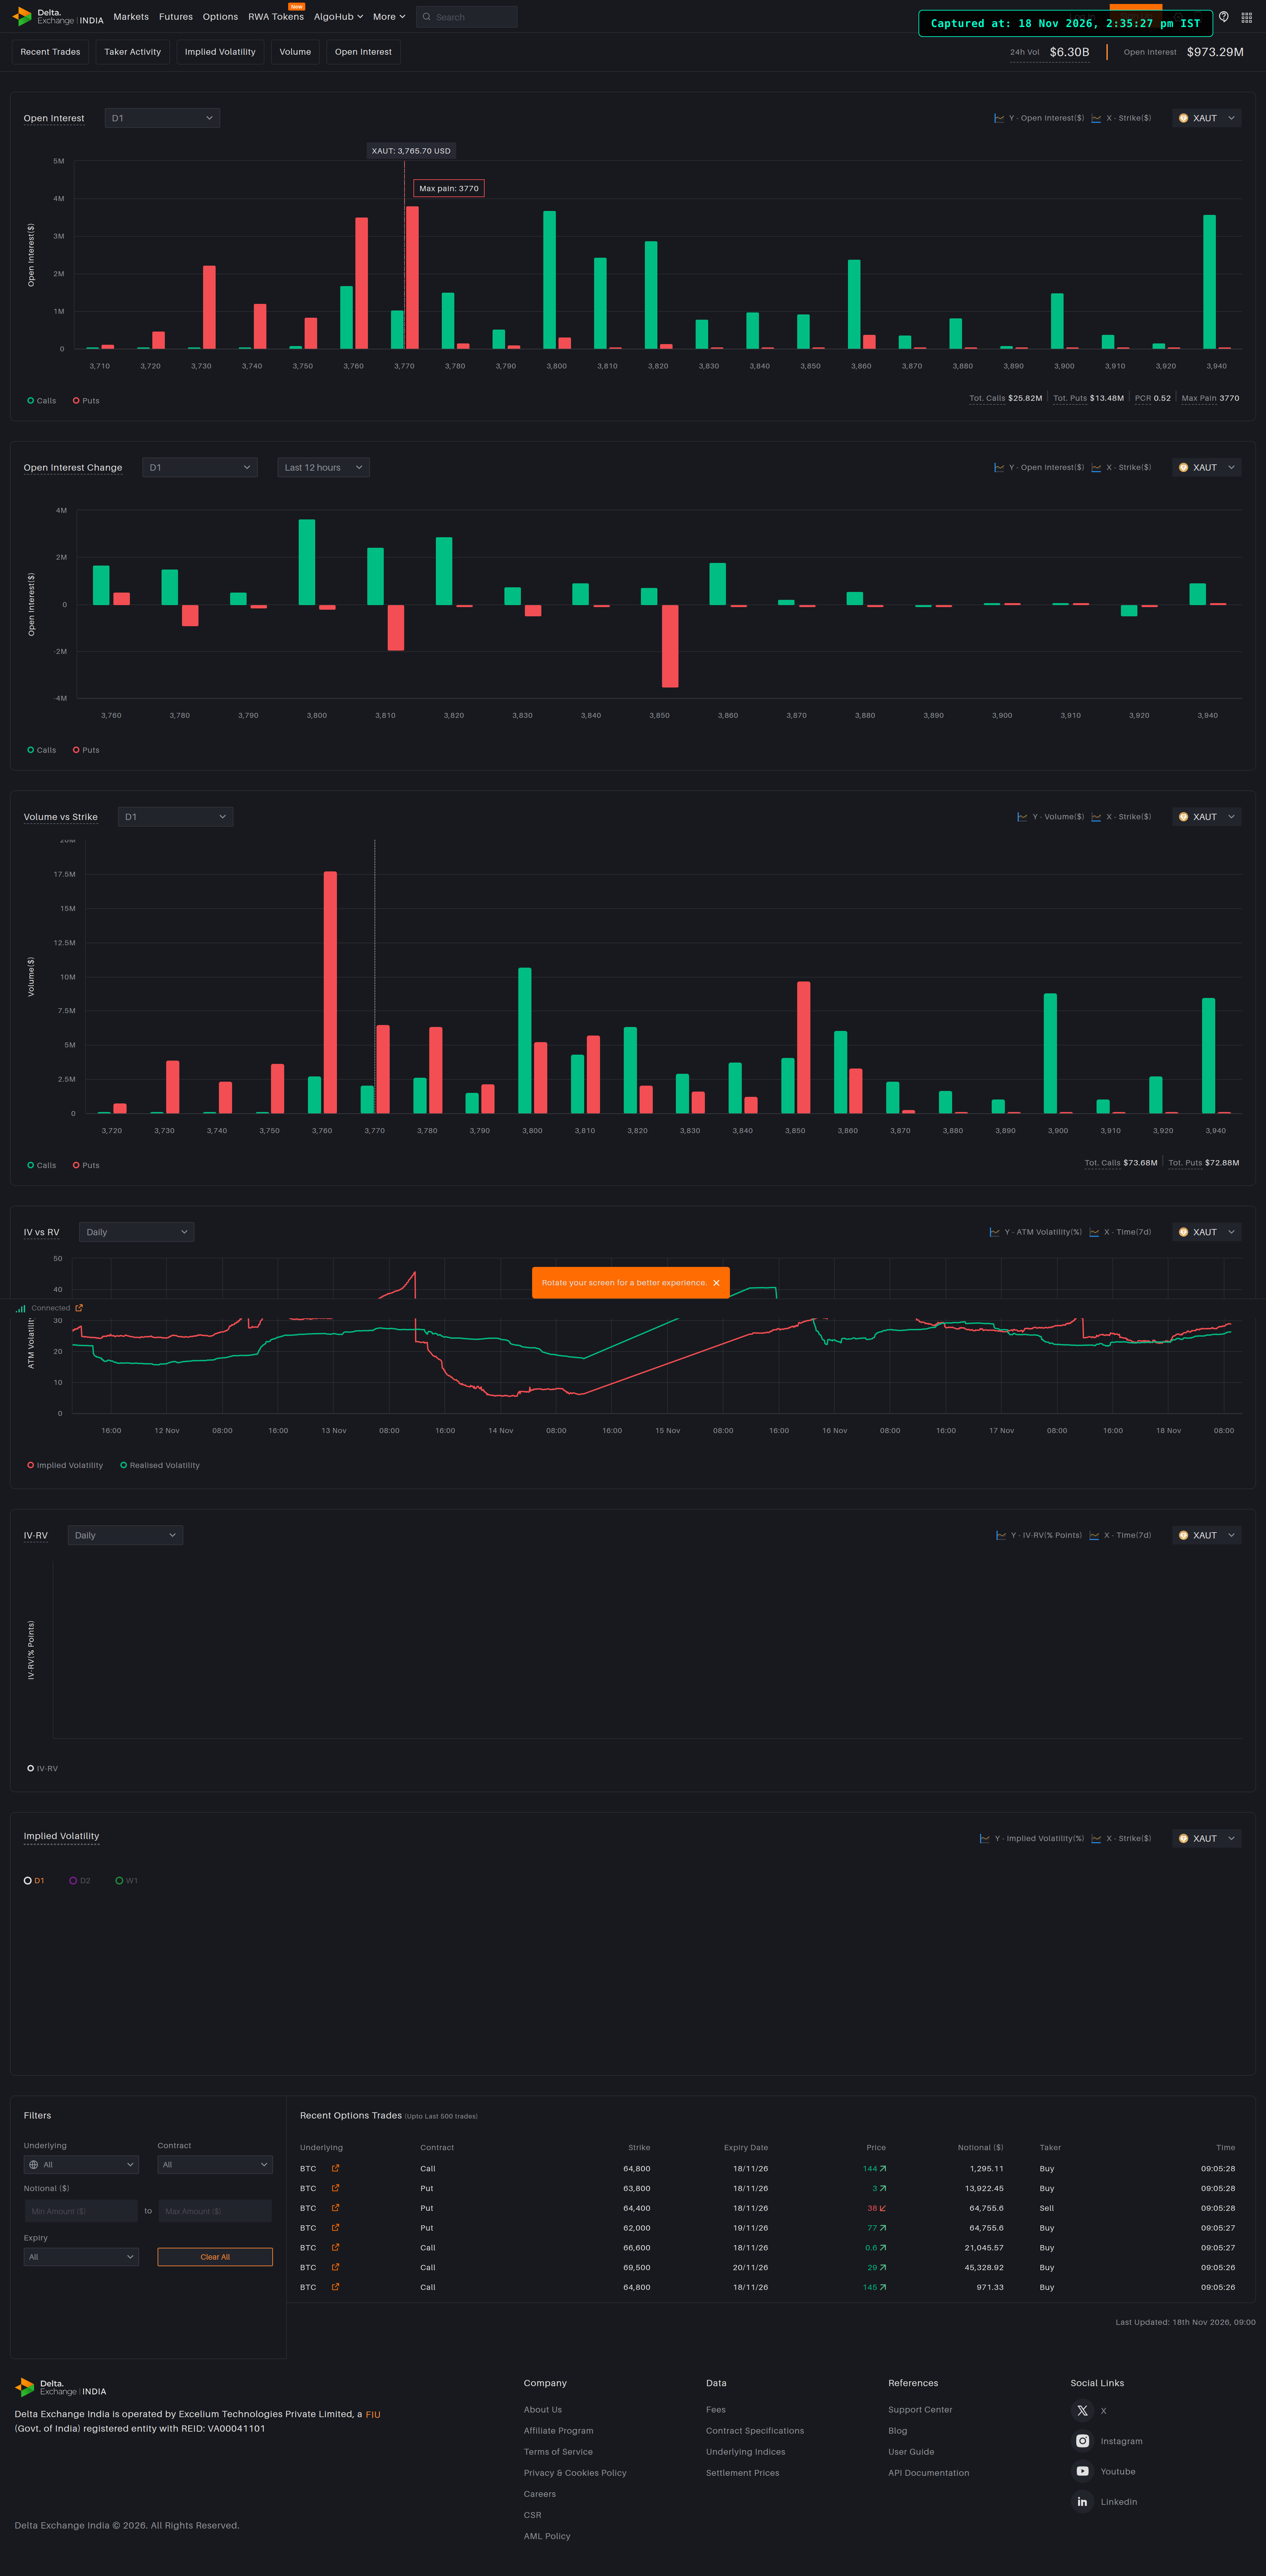 Delta. Exchange | INDIA Markets Futures Options RWA Tokens New AlgoHub More Search
Captured at: 18 Nov 2026, 2:35:27 pm IST
Recent Trades Taker Activity Implied Volatility Volume Open Interest 24h Vol $6.30B Open Interest $973.29M
Open Interest D1 Y - Open Interest($) X - Strike($) XAUT
XAUT: 3,765.70 USD
Max pain: 3770
5M
4M
3M
2M
1M
0
Open Interest($)
3,710 3,720 3,730 3,740 3,750 3,760 3,770 3,780 3,790 3,800 3,810 3,820 3,830 3,840 3,850 3,860 3,870 3,880 3,890 3,900 3,910 3,920 3,940
Calls Puts Tot. Calls $25.82M Tot. Puts $13.48M PCR 0.52 Max Pain 3770
Open Interest Change D1 Last 12 hours Y - Open Interest($) X - Strike($) XAUT
4M
2M
0
-2M
-4M
Open Interest($)
3,760 3,780 3,790 3,800 3,810 3,820 3,830 3,840 3,850 3,860 3,870 3,880 3,890 3,900 3,910 3,920 3,940
Calls Puts
Volume vs Strike D1 Y - Volume($) X - Strike($) XAUT
20M
17.5M
15M
12.5M
10M
7.5M
5M
2.5M
0
Volume($)
3,720 3,730 3,740 3,750 3,760 3,770 3,780 3,790 3,800 3,810 3,820 3,830 3,840 3,850 3,860 3,870 3,880 3,890 3,900 3,910 3,920 3,940
Calls Puts Tot. Calls $73.68M Tot. Puts $72.88M
IV vs RV Daily Y - ATM Volatility(%) X - Time(7d) XAUT
50
40
Rotate your screen for a better experience.
Connected
30
20
10
0
ATM Volatilit
16:00 12 Nov 08:00 16:00 13 Nov 08:00 16:00 14 Nov 08:00 16:00 15 Nov 08:00 16:00 16 Nov 08:00 16:00 17 Nov 08:00 16:00 18 Nov 08:00
Implied Volatility Realised Volatility
IV-RV Daily Y - IV-RV(% Points) X - Time(7d) XAUT
IV-RV(% Points)
IV-RV
Implied Volatility Y - Implied Volatility(%) X - Strike($) XAUT
D1 D2 W1
Filters
Underlying Contract
All All
Notional ($)
Min Amount ($) to Max Amount ($)
Expiry
All Clear All
Recent Options Trades (Upto Last 500 trades)
Underlying Contract Strike Expiry Date Price Notional ($) Taker Time
BTC Call 64,800 18/11/26 144 1,295.11 Buy 09:05:28
BTC Put 63,800 18/11/26 3 13,922.45 Buy 09:05:28
BTC Put 64,400 18/11/26 38 64,755.6 Sell 09:05:28
BTC Put 62,000 19/11/26 77 64,755.6 Buy 09:05:27
BTC Call 66,600 18/11/26 0.6 21,045.57 Buy 09:05:27
BTC Call 69,500 20/11/26 29 45,328.92 Buy 09:05:26
BTC Call 64,800 18/11/26 145 971.33 Buy 09:05:26
Last Updated: 18th Nov 2026, 09:00
Delta. Exchange | INDIA
Delta Exchange India is operated by Excelium Technologies Private Limited, a FIU
(Govt. of India) registered entity with REID: VA00041101
Delta Exchange India © 2026. All Rights Reserved.
Company
About Us
Affiliate Program
Terms of Service
Privacy & Cookies Policy
Careers
CSR
AML Policy
Data
Fees
Contract Specifications
Underlying Indices
Settlement Prices
References
Support Center
Blog
User Guide
API Documentation
Social Links
X
Instagram
Youtube
Linkedin